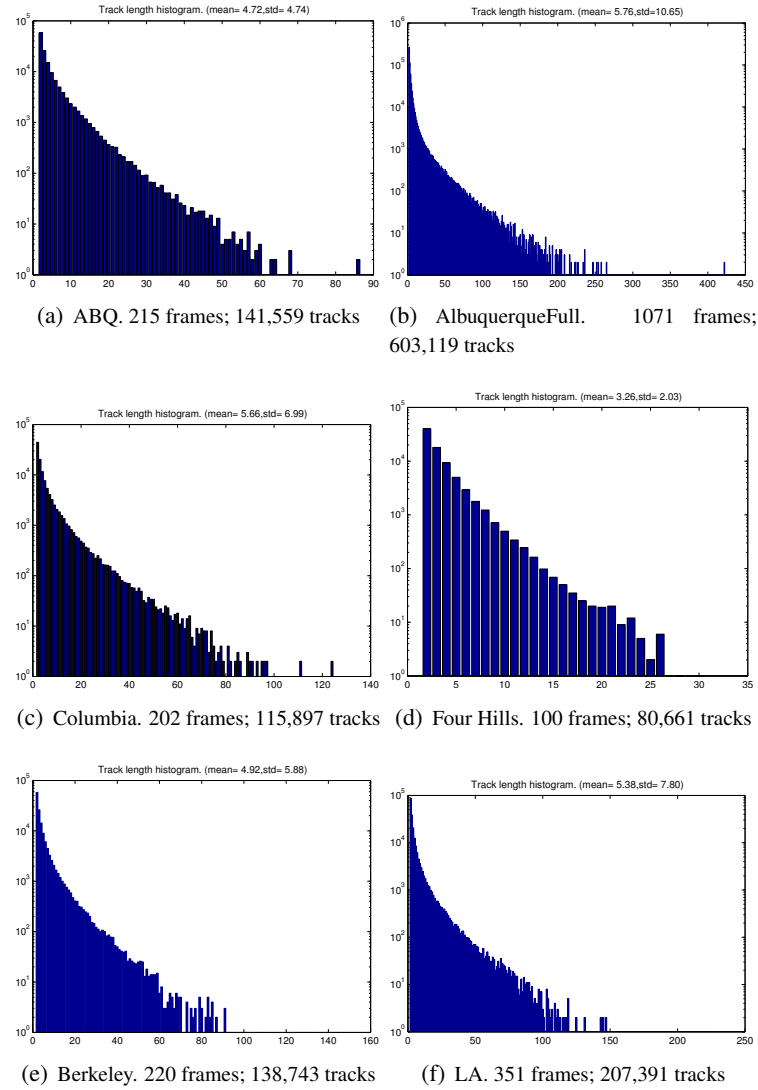 Track length histogram. (mean= 4.72,std= 4.74)
10^5
10^4
10^3
10^2
10^1
10^0
0 10 20 30 40 50 60 70 80 90
(a) ABQ. 215 frames; 141,559 tracks
Track length histogram. (mean= 5.76,std=10.65)
10^6
10^5
10^4
10^3
10^2
10^1
10^0
0 50 100 150 200 250 300 350 400 450
(b) AlbuquerqueFull. 1071 frames;
603,119 tracks
Track length histogram. (mean= 5.66,std= 6.99)
10^5
10^4
10^3
10^2
10^1
10^0
0 20 40 60 80 100 120 140
(c) Columbia. 202 frames; 115,897 tracks
Track length histogram. (mean= 3.26,std= 2.03)
10^5
10^4
10^3
10^2
10^1
10^0
0 5 10 15 20 25 30 35
(d) Four Hills. 100 frames; 80,661 tracks
Track length histogram. (mean= 4.92,std= 5.88)
10^5
10^4
10^3
10^2
10^1
10^0
0 20 40 60 80 100 120 140 160
(e) Berkeley. 220 frames; 138,743 tracks
Track length histogram. (mean= 5.38,std= 7.80)
10^5
10^4
10^3
10^2
10^1
10^0
0 50 100 150 200 250
(f) LA. 351 frames; 207,391 tracks